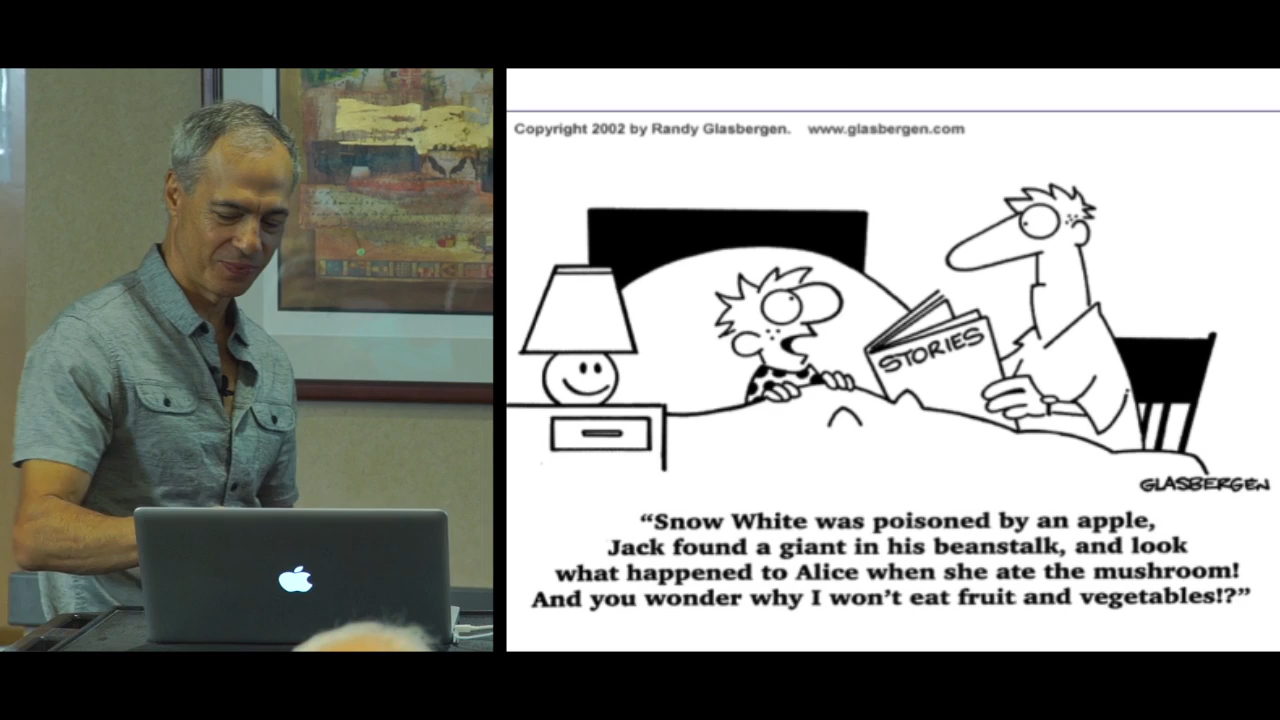 Copyright 2002 by Randy Glasbergen. www.glasbergen.com
STORIES
GLASBERGEN
“Snow White was poisoned by an apple,
Jack found a giant in his beanstalk, and look
what happened to Alice when she ate the mushroom!
And you wonder why I won’t eat fruit and vegetables!?”